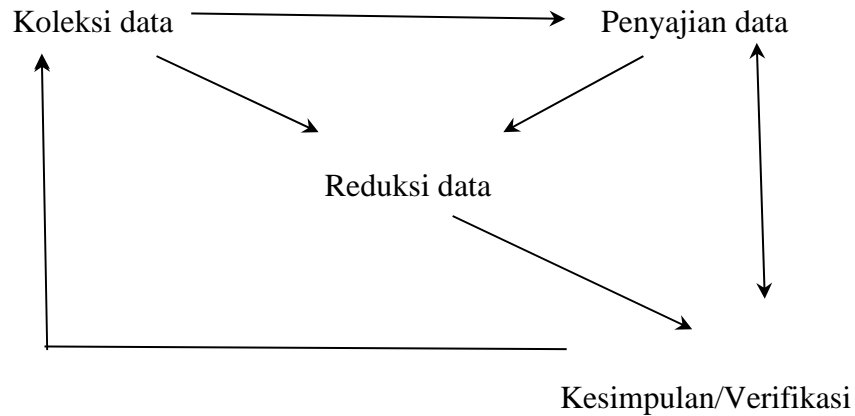 Koleksi data
Penyajian data
Reduksi data
Kesimpulan/Verifikasi